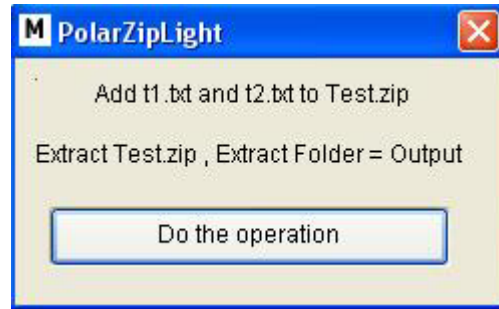 M PolarZipLight
Add t1.txt and t2.txt to Test.zip
Extract Test.zip , Extract Folder = Output
Do the operation